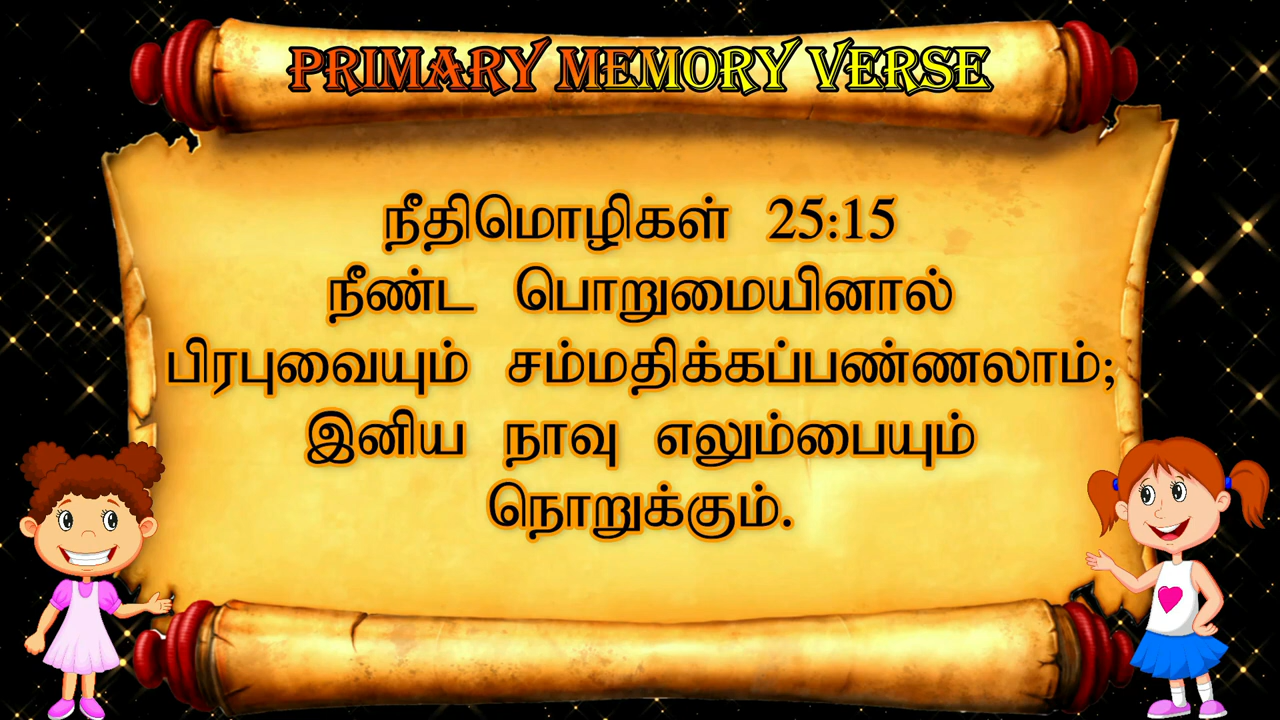 PRIMARY MEMORY VERSE
நீதிமொழிகள் 25:15
நீண்ட பொறுமையினால்
பிரபுவையும் சம்மதிக்கப்பண்ணலாம்;
இனிய நாவு எலும்பையும்
நொறுக்கும்.